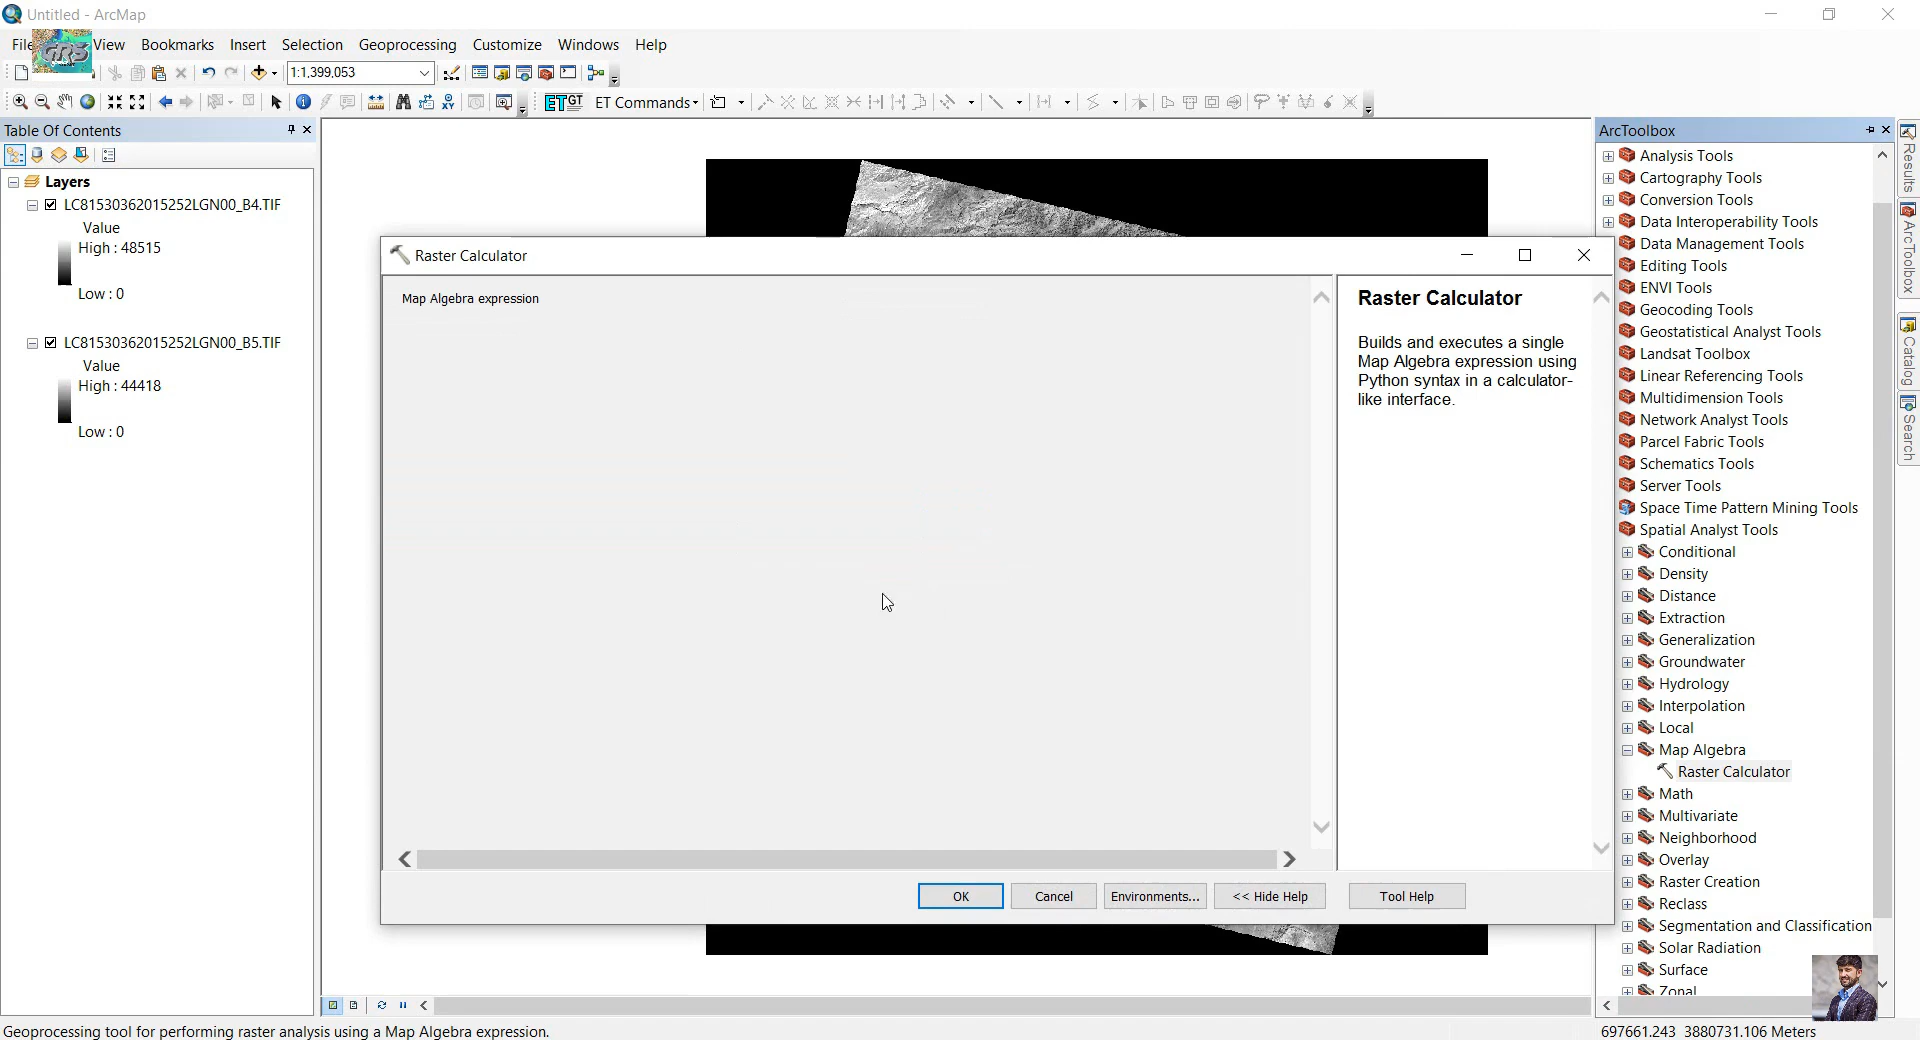 Untitled - ArcMap
File
View
Bookmarks
Insert
Selection
Geoprocessing
Customize
Windows
Help
GRS
1:1,399,053
ET GT
ET Commands
Table Of Contents
Layers
LC81530362015252LGN00_B4.TIF
Value
High : 48515
Low : 0
LC81530362015252LGN00_B5.TIF
Value
High : 44418
Low : 0
Raster Calculator
Map Algebra expression
Raster Calculator
Builds and executes a single
Map Algebra expression using
Python syntax in a calculator-
like interface.
OK
Cancel
Environments...
<< Hide Help
Tool Help
ArcToolbox
Analysis Tools
Cartography Tools
Conversion Tools
Data Interoperability Tools
Data Management Tools
Editing Tools
ENVI Tools
Geocoding Tools
Geostatistical Analyst Tools
Landsat Toolbox
Linear Referencing Tools
Multidimension Tools
Network Analyst Tools
Parcel Fabric Tools
Schematics Tools
Server Tools
Space Time Pattern Mining Tools
Spatial Analyst Tools
Conditional
Density
Distance
Extraction
Generalization
Groundwater
Hydrology
Interpolation
Local
Map Algebra
Raster Calculator
Math
Multivariate
Neighborhood
Overlay
Raster Creation
Reclass
Segmentation and Classification
Solar Radiation
Surface
Zonal
Results
ArcToolbox
Catalog
Search
Geoprocessing tool for performing raster analysis using a Map Algebra expression.
697661.243 3880731.106 Meters